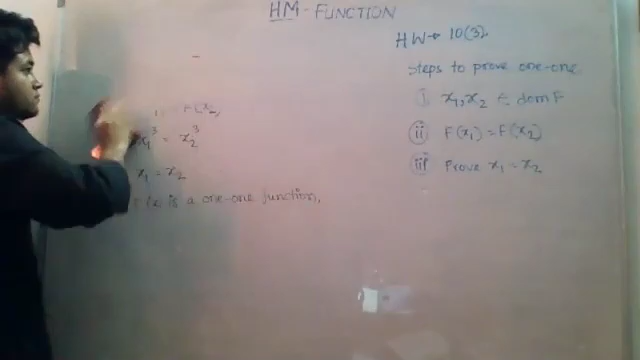 HM - FUNCTION
HW → 10(3).
Steps to prove one-one
i) x₁, x₂ ∈ dom F
ii) F(x₁) = F(x₂)
iii) Prove x₁ = x₂
F(x₂)
x₁³ = x₂³
x₁ = x₂
is a one-one function,